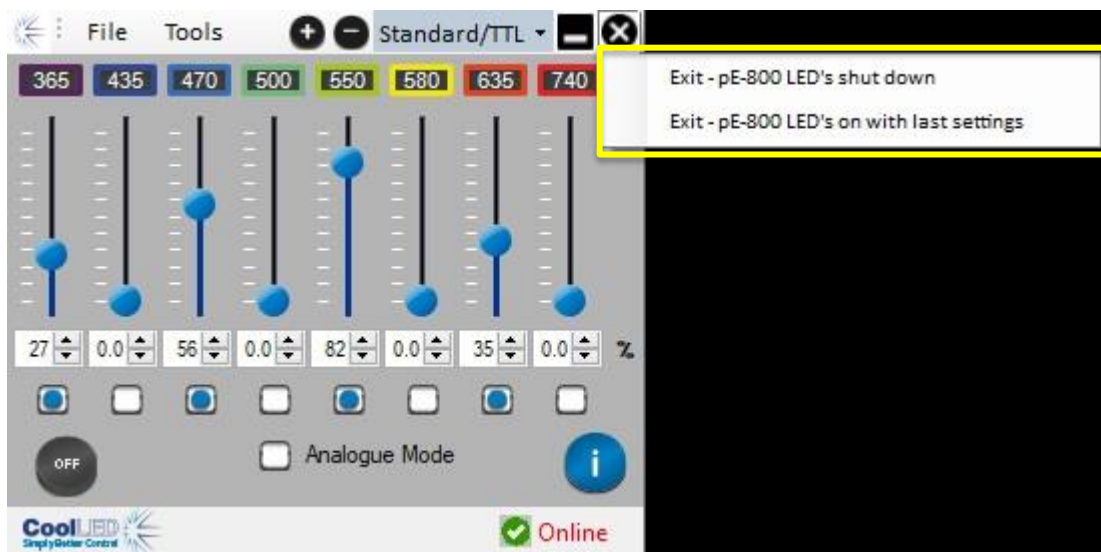 File Tools Standard/TTL
365 435 470 500 550 580 635 740
Exit - pE-800 LED's shut down
Exit - pE-800 LED's on with last settings
27 0.0 56 0.0 82 0.0 35 0.0 %
OFF Analogue Mode i
CoolLED Online
Simply Better Control